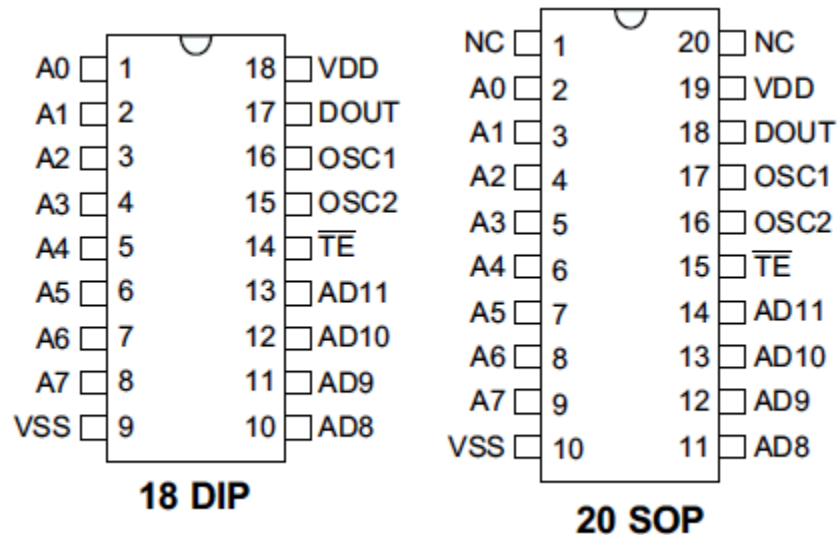 A0 1 18 VDD
A1 2 17 DOUT
A2 3 16 OSC1
A3 4 15 OSC2
A4 5 14 T̅E̅
A5 6 13 AD11
A6 7 12 AD10
A7 8 11 AD9
VSS 9 10 AD8
18 DIP
NC 1 20 NC
A0 2 19 VDD
A1 3 18 DOUT
A2 4 17 OSC1
A3 5 16 OSC2
A4 6 15 T̅E̅
A5 7 14 AD11
A6 8 13 AD10
A7 9 12 AD9
VSS 10 11 AD8
20 SOP